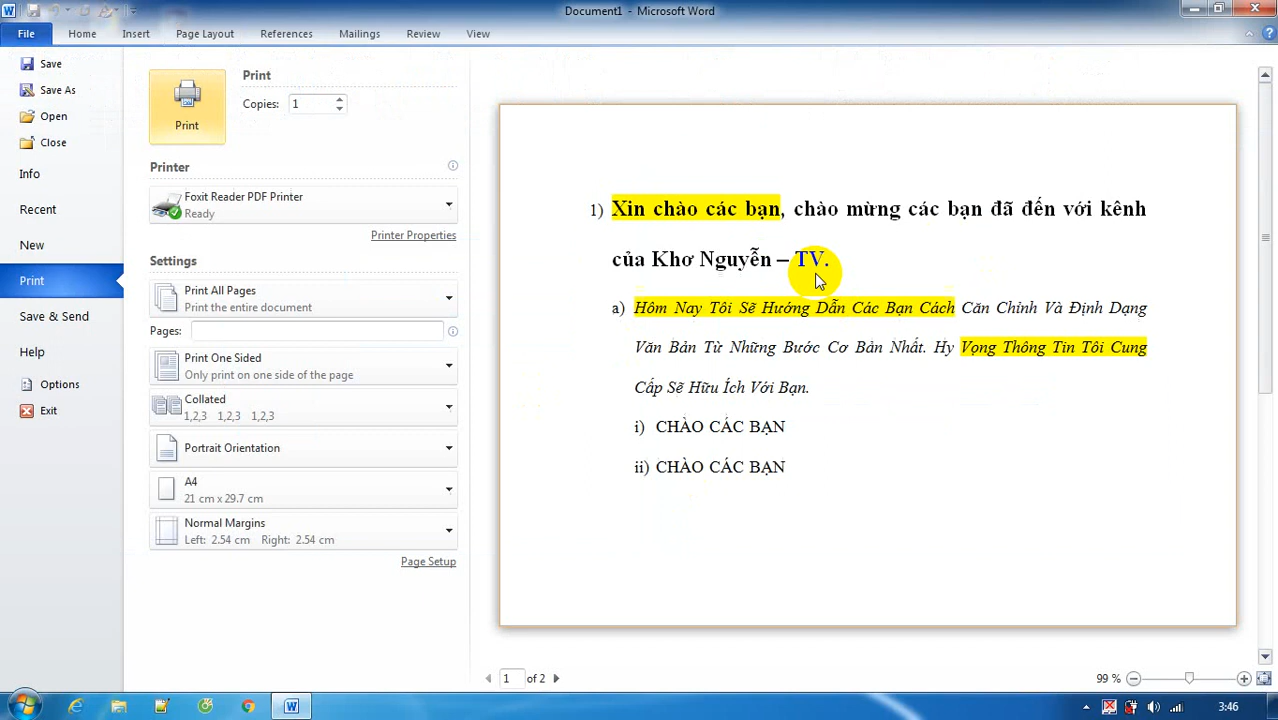 Document1 - Microsoft Word
File Home Insert Page Layout References Mailings Review View
Save
Save As
Open
Close
Info
Recent
New
Print
Save & Send
Help
Options
Exit
Print
Print
Copies: 1
Printer
Foxit Reader PDF Printer
Ready
Printer Properties
Settings
Print All Pages
Print the entire document
Pages:
Print One Sided
Only print on one side of the page
Collated
1,2,3 1,2,3 1,2,3
Portrait Orientation
A4
21 cm x 29.7 cm
Normal Margins
Left: 2.54 cm Right: 2.54 cm
Page Setup
1) Xin chào các bạn, chào mừng các bạn đã đến với kênh
của Khơ Nguyễn – TV.
a) Hôm Nay Tôi Sẽ Hướng Dẫn Các Bạn Cách Căn Chỉnh Và Định Dạng
Văn Bản Từ Những Bước Cơ Bản Nhất. Hy Vọng Thông Tin Tôi Cung
Cấp Sẽ Hữu Ích Với Bạn.
i) CHÀO CÁC BẠN
ii) CHÀO CÁC BẠN
1 of 2
99 %
3:46